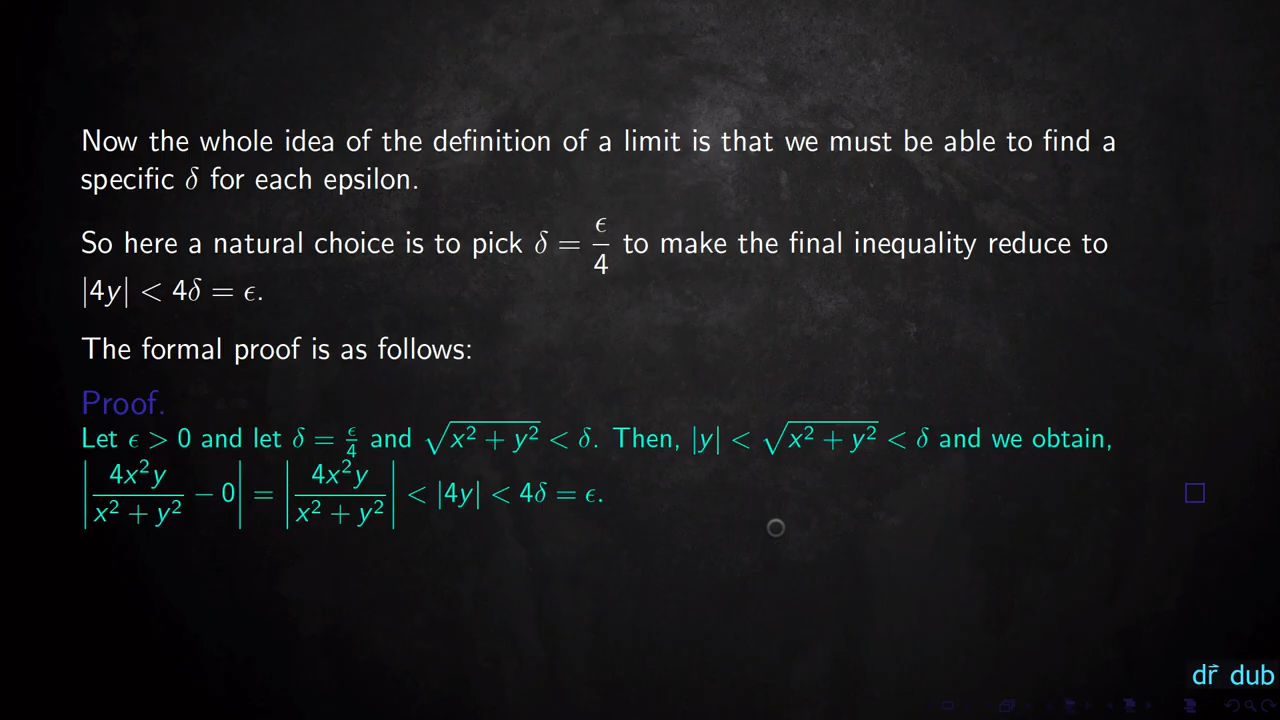 Now the whole idea of the definition of a limit is that we must be able to find a
specific δ for each epsilon.
So here a natural choice is to pick δ = ϵ/4 to make the final inequality reduce to
|4y| < 4δ = ϵ.
The formal proof is as follows:
Proof.
Let ϵ > 0 and let δ = ϵ/4 and √(x² + y²) < δ. Then, |y| < √(x² + y²) < δ and we obtain,
|4x²y/(x² + y²) − 0| = |4x²y/(x² + y²)| < |4y| < 4δ = ϵ. □
dr⃗ dub